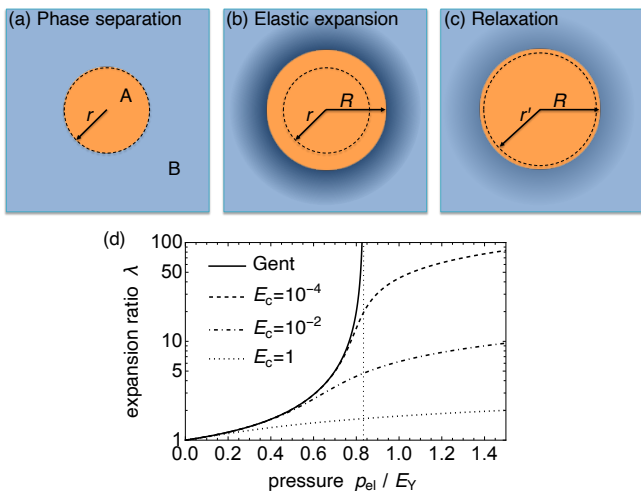 (a) Phase separation
(b) Elastic expansion
(c) Relaxation
r
A
B
r
R
r'
R
(d)
expansion ratio λ
100
50
10
5
1
Gent
E_c=10⁻⁴
E_c=10⁻²
E_c=1
0.0 0.2 0.4 0.6 0.8 1.0 1.2 1.4
pressure p_el / E_Y